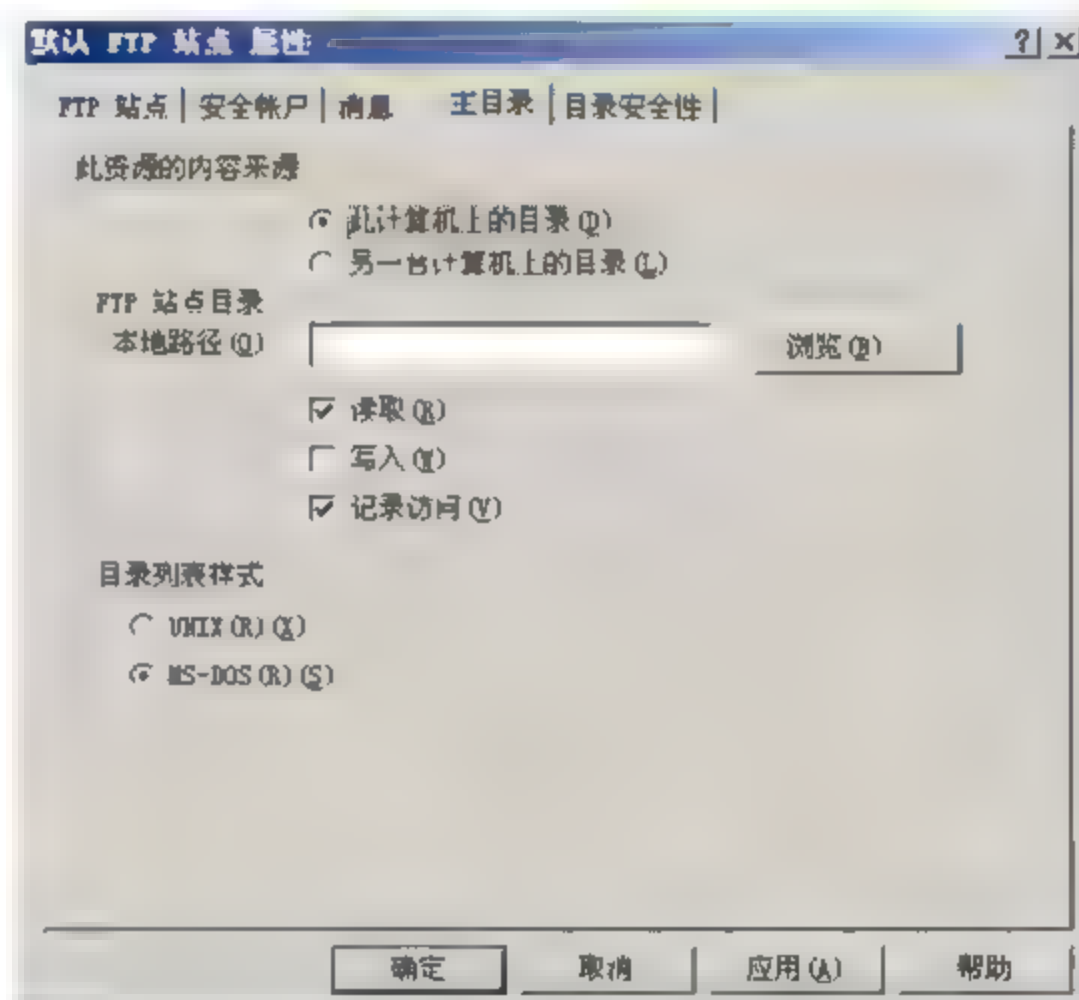 默认 FTP 站点 属性 ? ×
FTP 站点 安全帐户 消息 主目录 目录安全性
此资源的内容来源
此计算机上的目录(D)
另一台计算机上的目录(L)
FTP 站点目录
本地路径(O) 浏览(B)
读取(R)
写入(W)
记录访问(V)
目录列表样式
UNIX(R)(X)
MS-DOS(R)(S)
确定 取消 应用(A) 帮助